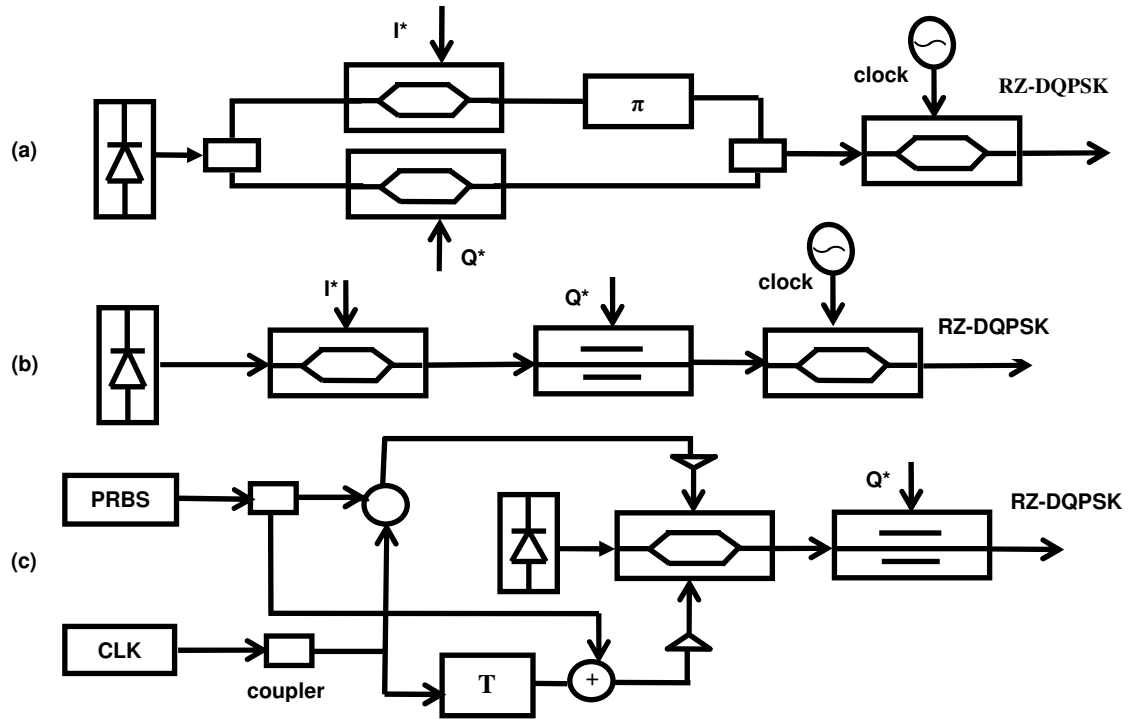 I*
clock
RZ-DQPSK
π
(a)
Q*
I*
Q*
clock
RZ-DQPSK
(b)
PRBS
Q*
RZ-DQPSK
(c)
CLK
coupler
T
+